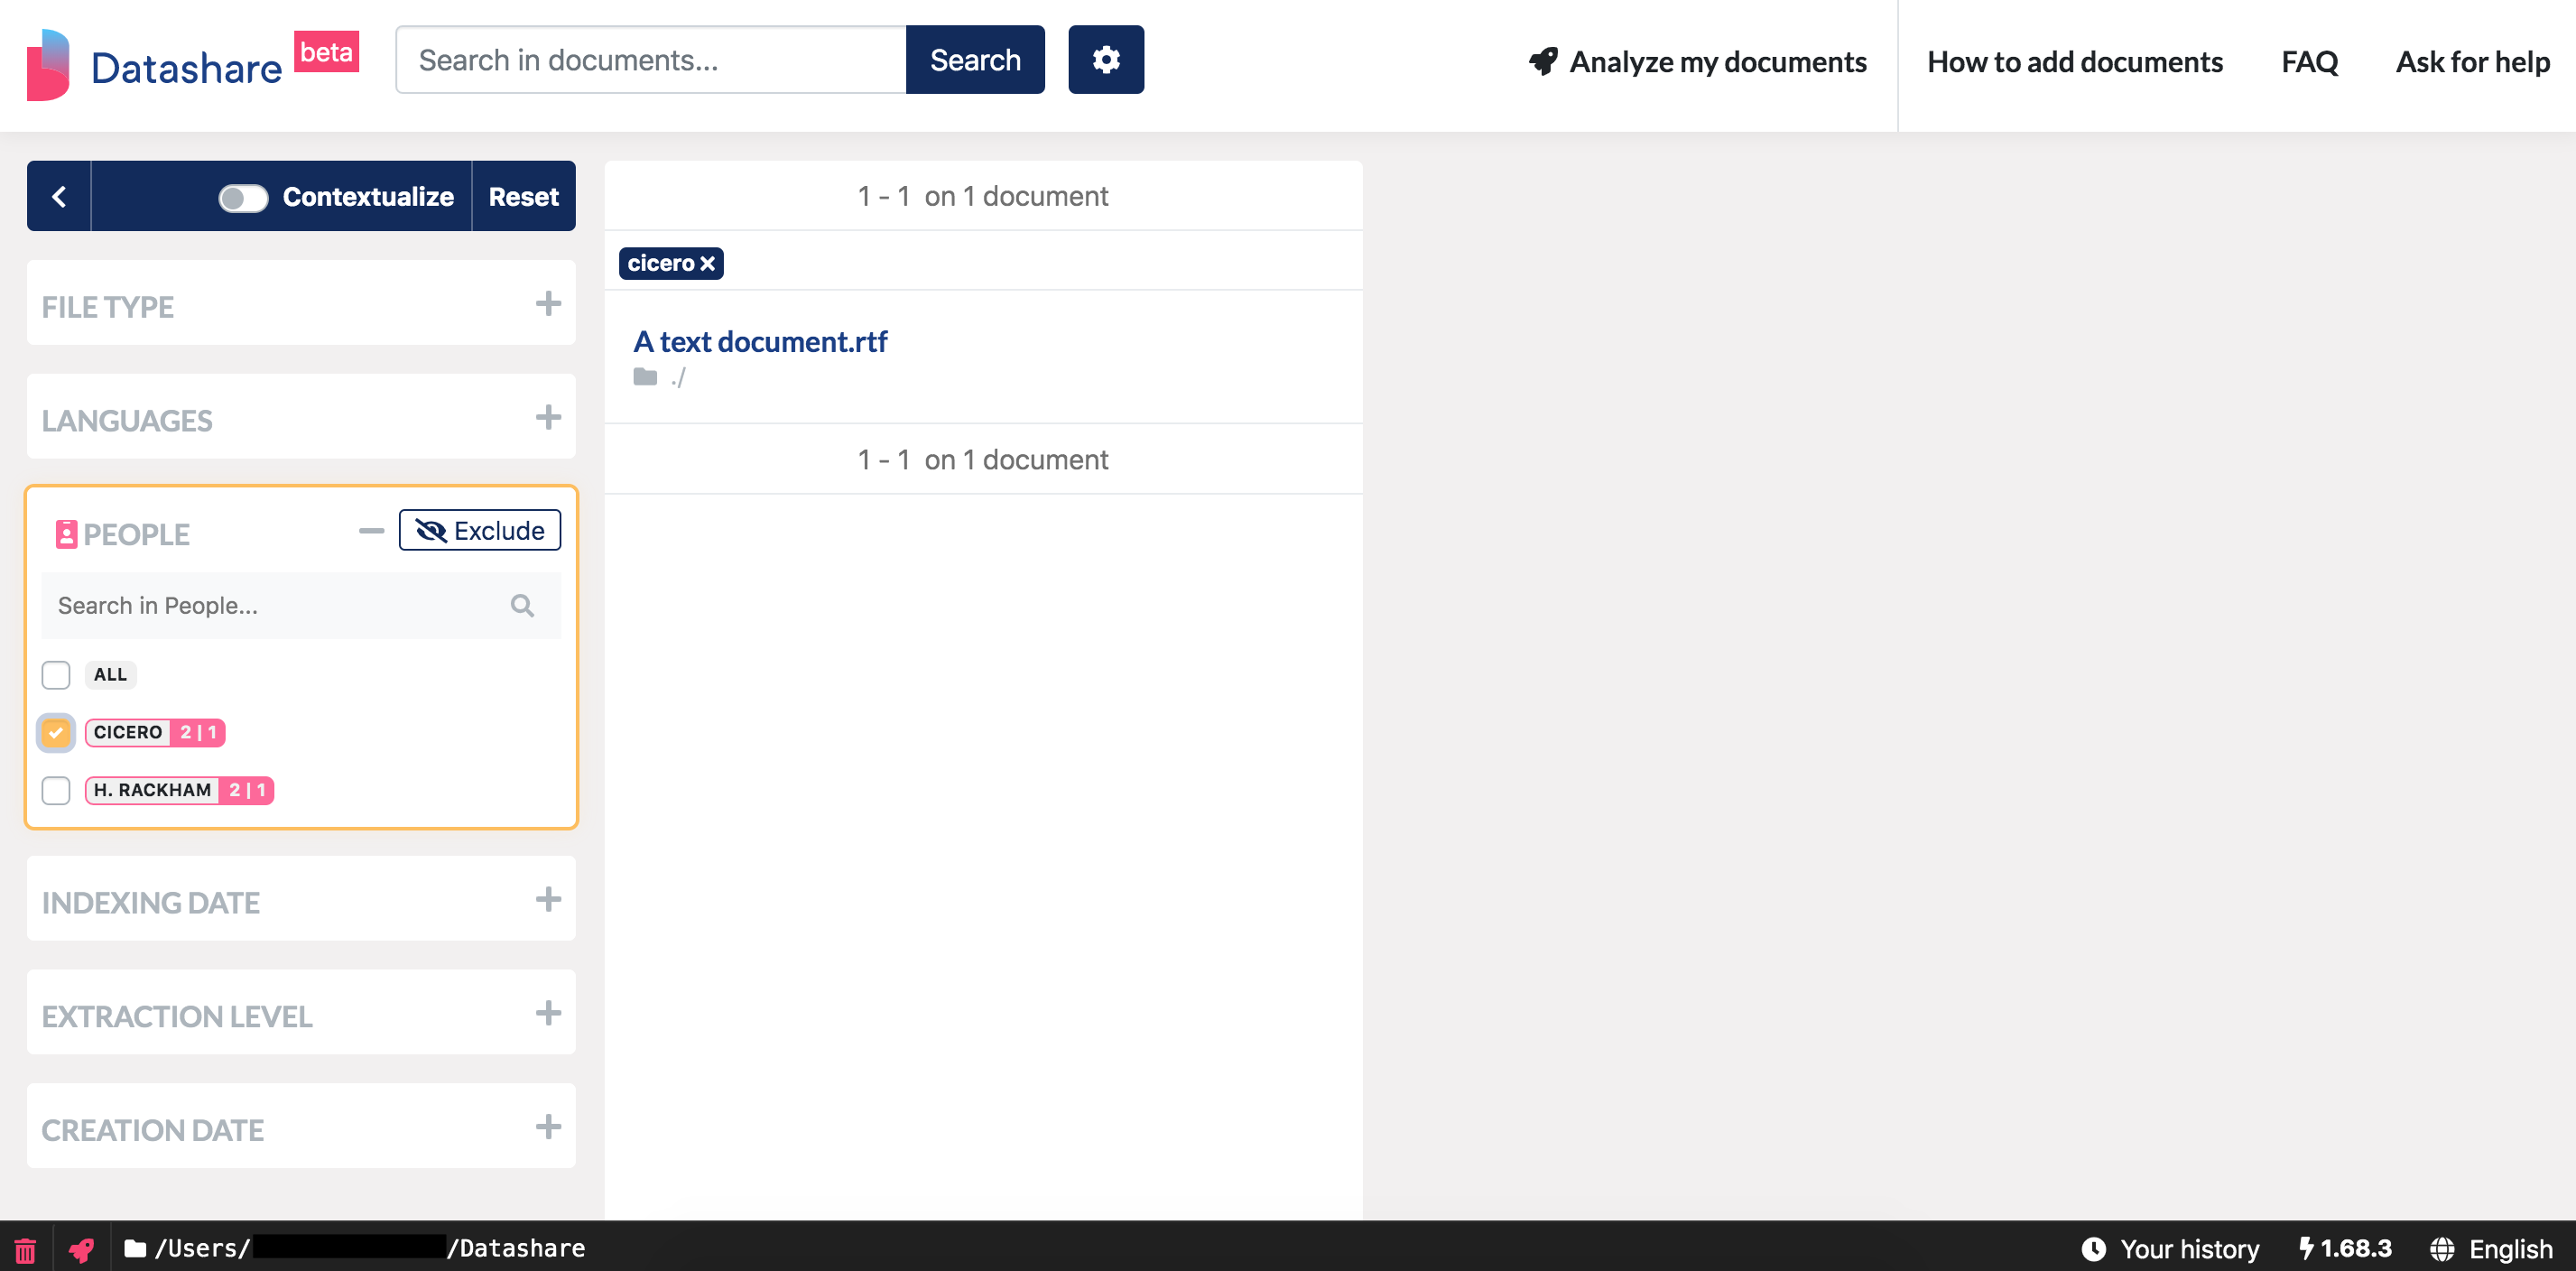 Datashare beta
Search in documents...
Search
Analyze my documents
How to add documents
FAQ
Ask for help
Contextualize
Reset
FILE TYPE
LANGUAGES
PEOPLE
Exclude
Search in People...
ALL
CICERO 2 | 1
H. RACKHAM 2 | 1
INDEXING DATE
EXTRACTION LEVEL
CREATION DATE
1 - 1 on 1 document
cicero
A text document.rtf
./
1 - 1 on 1 document
/Users/ /Datashare
Your history
1.68.3
English